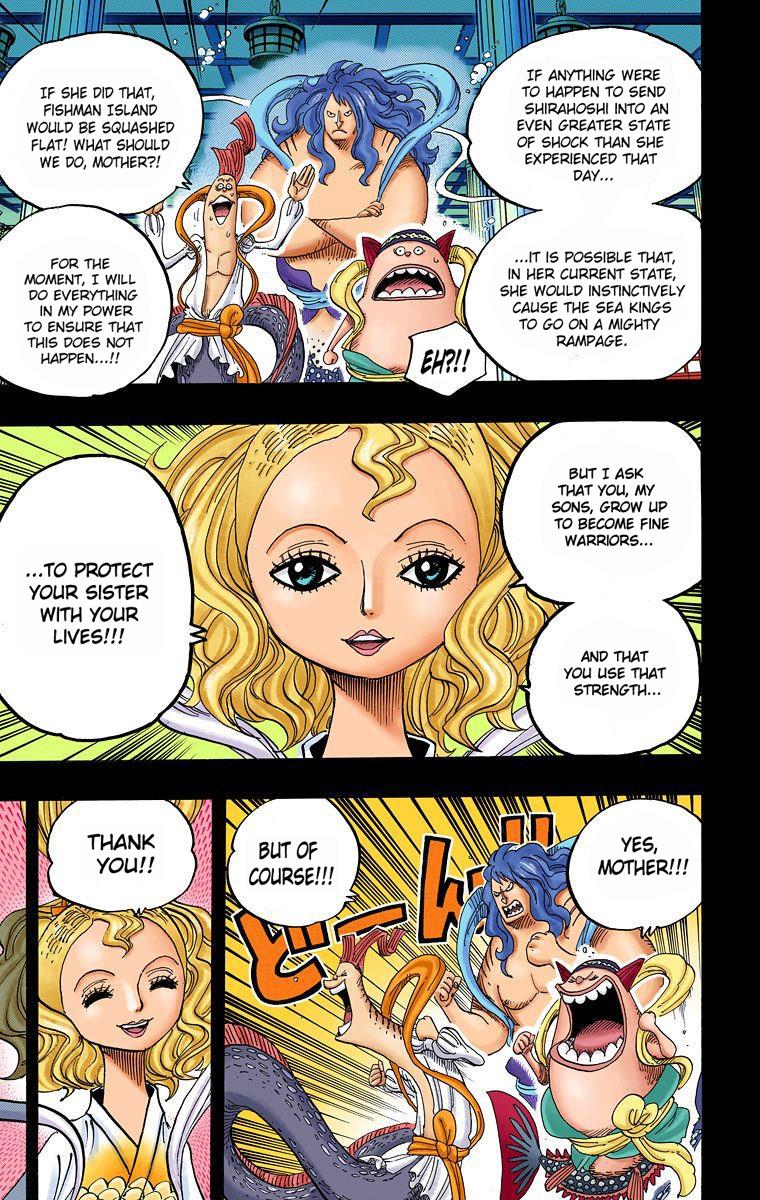 IF ANYTHING WERE
TO HAPPEN TO SEND
SHIRAHOSHI INTO AN
EVEN GREATER STATE
OF SHOCK THAN SHE
EXPERIENCED THAT
DAY...
...IT IS POSSIBLE THAT,
IN HER CURRENT STATE,
SHE WOULD INSTINCTIVELY
CAUSE THE SEA KINGS
TO GO ON A MIGHTY
RAMPAGE.
EH?!!
IF SHE DID THAT,
FISHMAN ISLAND
WOULD BE SQUASHED
FLAT! WHAT SHOULD
WE DO, MOTHER?!
FOR THE
MOMENT, I WILL
DO EVERYTHING
IN MY POWER
TO ENSURE THAT
THIS DOES NOT
HAPPEN...!!
BUT I ASK
THAT YOU, MY
SONS, GROW UP
TO BECOME FINE
WARRIORS...
AND THAT
YOU USE THAT
STRENGTH...
...TO PROTECT
YOUR SISTER
WITH YOUR
LIVES!!!
YES,
MOTHER!!!
BUT OF
COURSE!!!
どーん!!
THANK
YOU!!